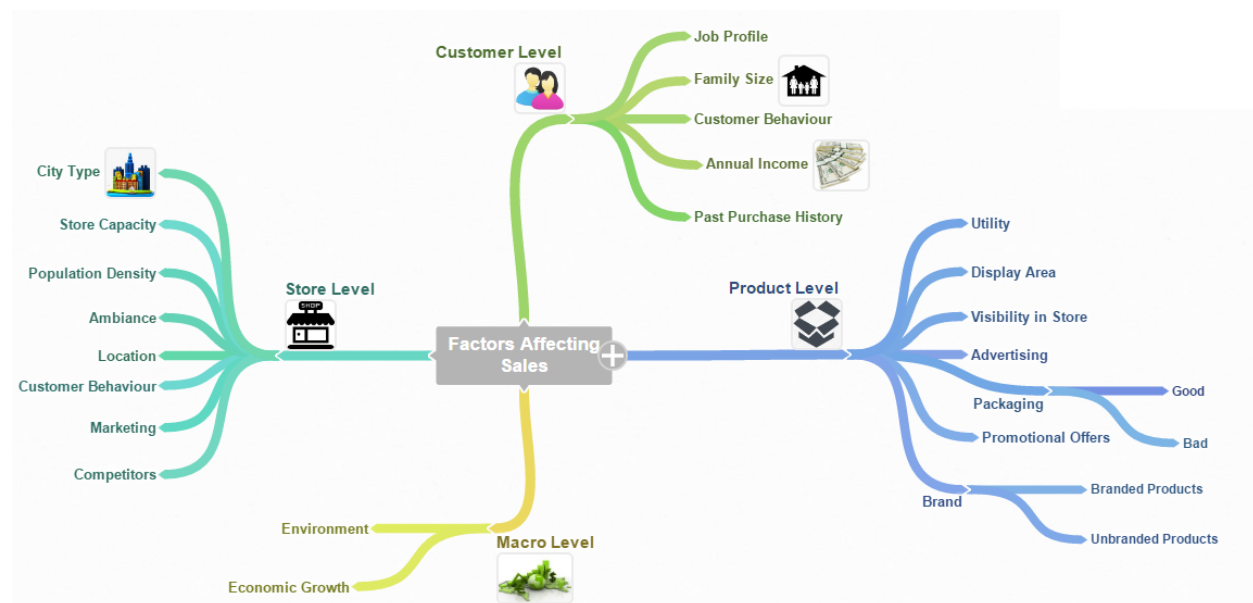 Customer Level
Job Profile
Family Size
Customer Behaviour
Annual Income
Past Purchase History
City Type
Store Capacity
Population Density
Ambiance
Location
Customer Behaviour
Marketing
Competitors
Store Level
SHOP
Factors Affecting
Sales
Product Level
Utility
Display Area
Visibility in Store
Advertising
Packaging
Good
Bad
Promotional Offers
Brand
Branded Products
Unbranded Products
Environment
Economic Growth
Macro Level